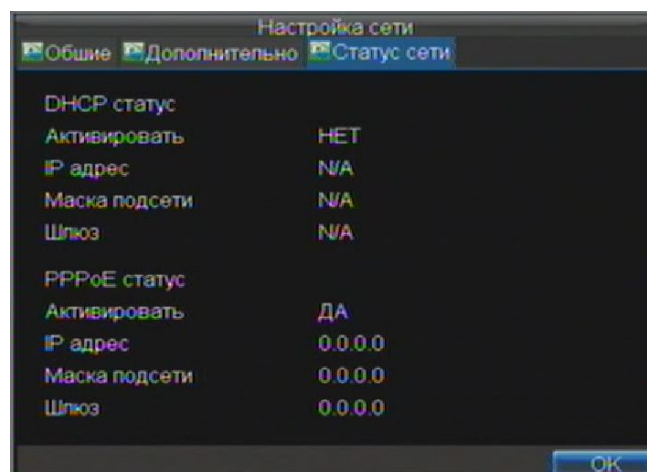 Настройка сети
Обшие Дополнительно Статус сети
DHCP статус
Активировать НЕТ
IP адрес N/A
Маска подсети N/A
Шлюз N/A
PPPoE статус
Активировать ДА
IP адрес 0.0.0.0
Маска подсети 0.0.0.0
Шлюз 0.0.0.0
OK